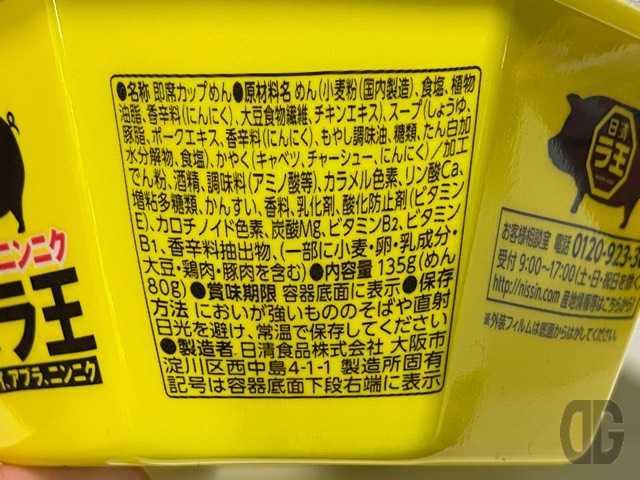 ニンニク
ラ王
アブラ、ニンニク
●名称 即席カップめん●原材料名 めん(小麦粉(国内製造)、食塩、植物
油脂、香辛料(にんにく)、大豆食物繊維、チキンエキス)、スープ(しょうゆ、
豚脂、ポークエキス、香辛料(にんにく)、もやし調味油、糖類、たん白加
水分解物、食塩)、かやく(キャベツ、チャーシュー、にんにく)/加工
でん粉、酒精、調味料(アミノ酸等)、カラメル色素、リン酸Ca、
増粘多糖類、かんすい、香料、乳化剤、酸化防止剤(ビタミン
E)、カロチノイド色素、炭酸Mg、ビタミンB2、ビタミン
B1、香辛料抽出物、(一部に小麦・卵・乳成分・
大豆・鶏肉・豚肉を含む)●内容量 135g(めん
80g)●賞味期限 容器底面に表示●保存
方法 においが強いもののそばや直射
日光を避け、常温で保存してください
●製造者 日清食品株式会社 大阪市
淀川区西中島4-1-1 製造所固有
記号は容器底面下段右端に表示
日清
ラ王
お客様相談室 電話 0120-923-3
受付 9:00〜17:00(土・日・祝日を除く
http://nissin.com 産地情報等はこちらから
※外装フィルムは底面からはがしてください。
DG